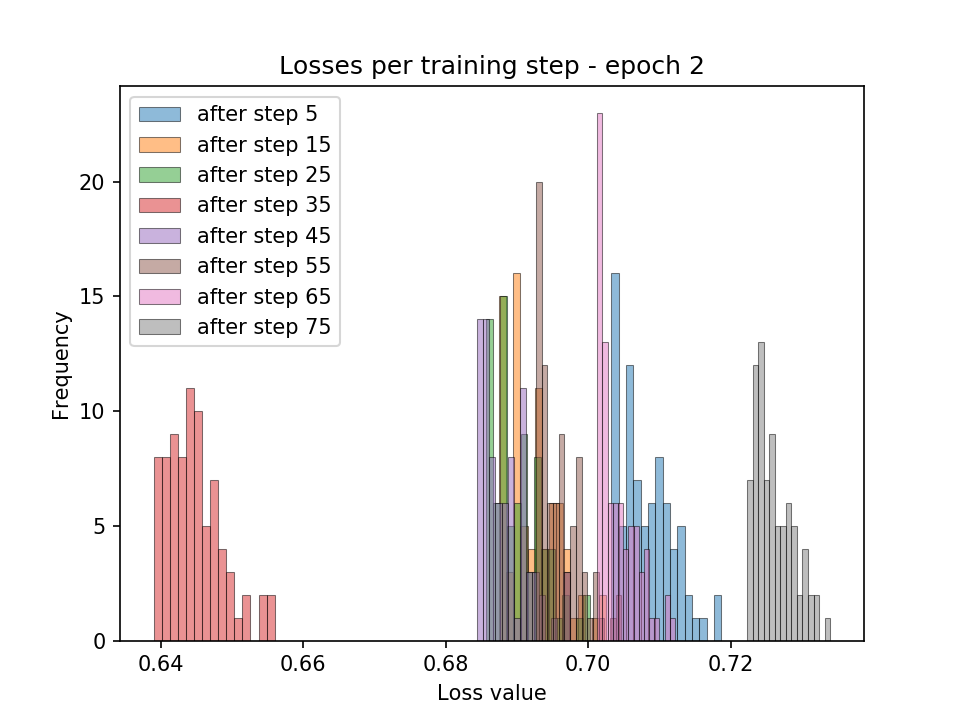 Losses per training step - epoch 2
after step 5
after step 15
after step 25
after step 35
after step 45
after step 55
after step 65
after step 75
Frequency
20
15
10
5
0
0.64 0.66 0.68 0.70 0.72
Loss value